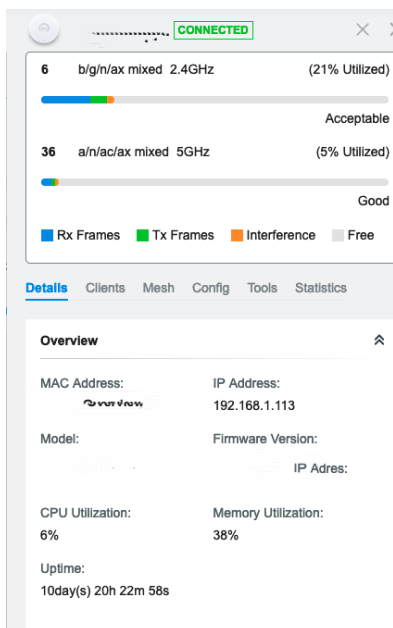 CONNECTED
6 b/g/n/ax mixed 2.4GHz (21% Utilized)
Acceptable
36 a/n/ac/ax mixed 5GHz (5% Utilized)
Good
Rx Frames Tx Frames Interference Free
Details Clients Mesh Config Tools Statistics
Overview
MAC Address: IP Address:
192.168.1.113
Model: Firmware Version:
IP Adres:
CPU Utilization: Memory Utilization:
6% 38%
Uptime:
10day(s) 20h 22m 58s